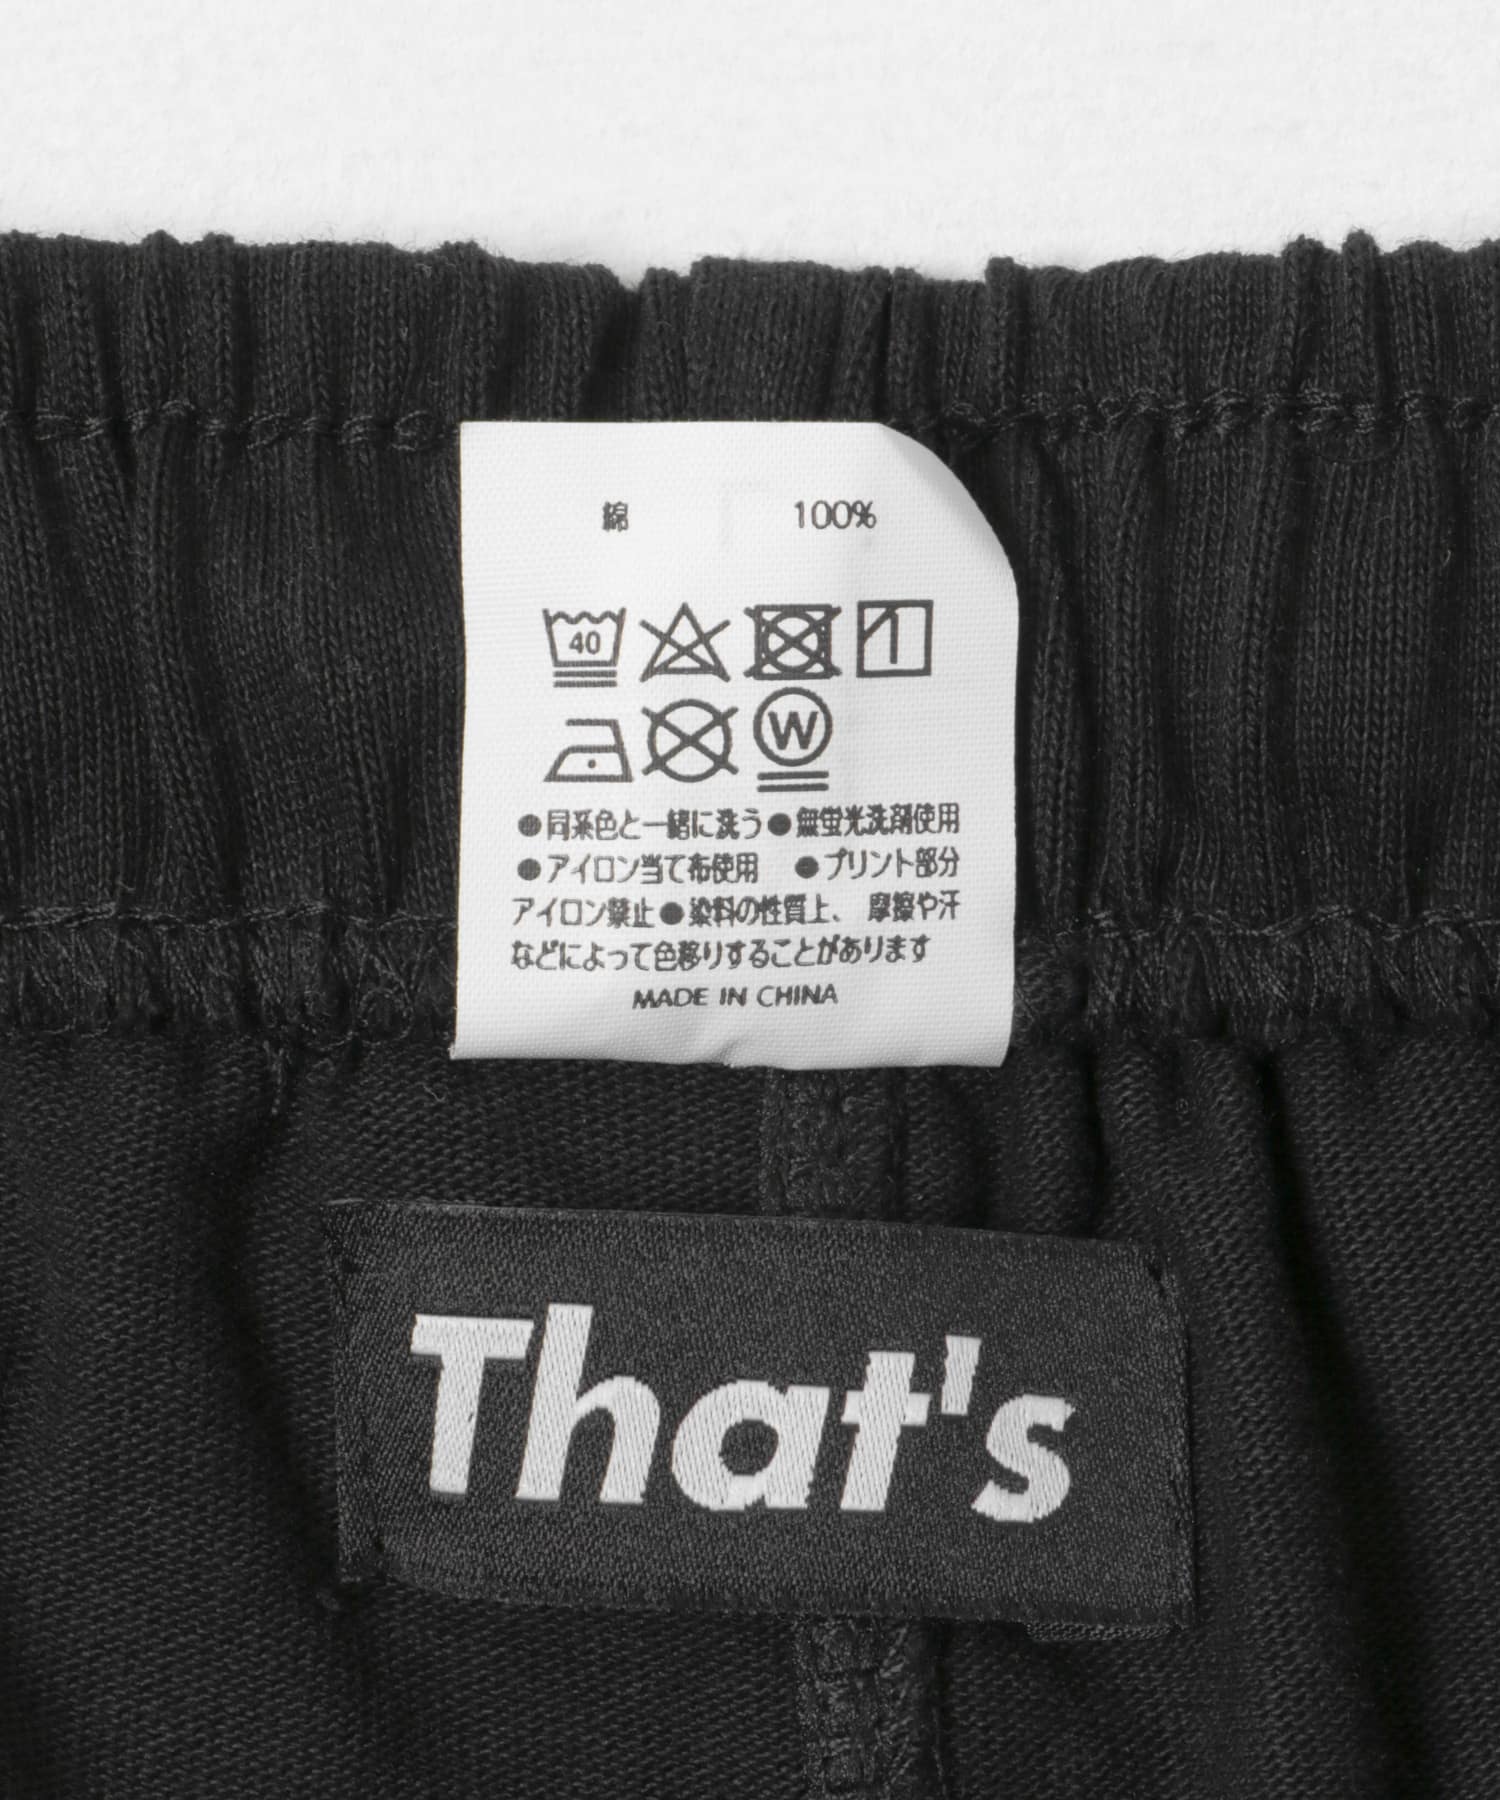 綿 100%
40
W
●同系色と一緒に洗う●無蛍光洗剤使用
●アイロン当て布使用 ●プリント部分
アイロン禁止●染料の性質上、摩擦や汗
などによって色移りすることがあります
MADE IN CHINA
That's